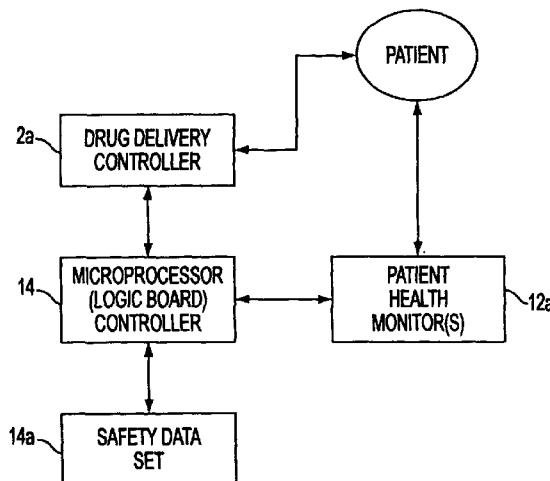 PATIENT
2a
DRUG DELIVERY
CONTROLLER
14
MICROPROCESSOR
(LOGIC BOARD)
CONTROLLER
PATIENT
HEALTH
MONITOR(S)
12a
14a
SAFETY DATA
SET